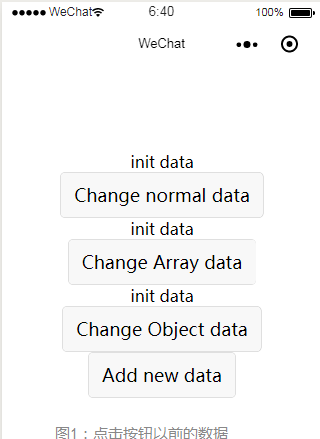 ●●●●● WeChat 6:40 100%
WeChat
init data
Change normal data
init data
Change Array data
init data
Change Object data
Add new data
图1：点击按钮以前的数据